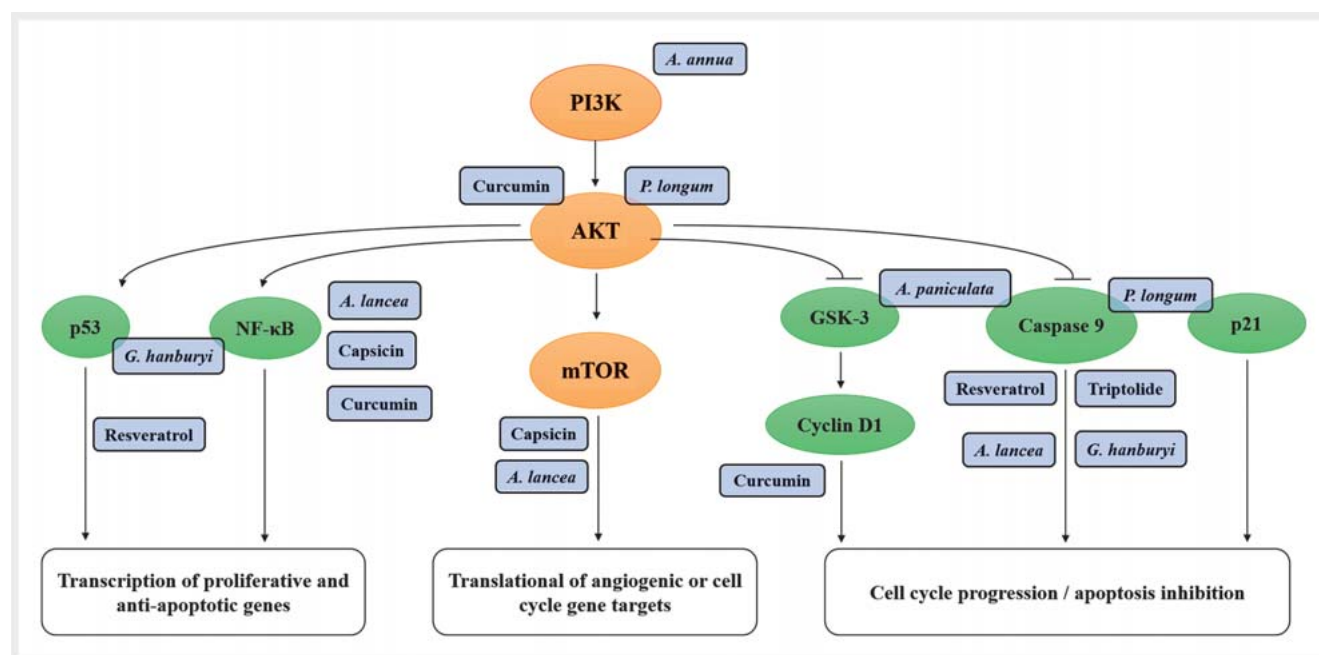 A. annua
PI3K
Curcumin
P. longum
AKT
A. lancea
A. paniculata
P. longum
p53
NF-κB
GSK-3
Caspase 9
p21
G. hanburyi
Capsicin
mTOR
Curcumin
Resveratrol
Triptolide
Resveratrol
Capsicin
Cyclin D1
A. lancea
G. hanburyi
A. lancea
Curcumin
Transcription of proliferative and
anti-apoptotic genes
Translational of angiogenic or cell
cycle gene targets
Cell cycle progression / apoptosis inhibition